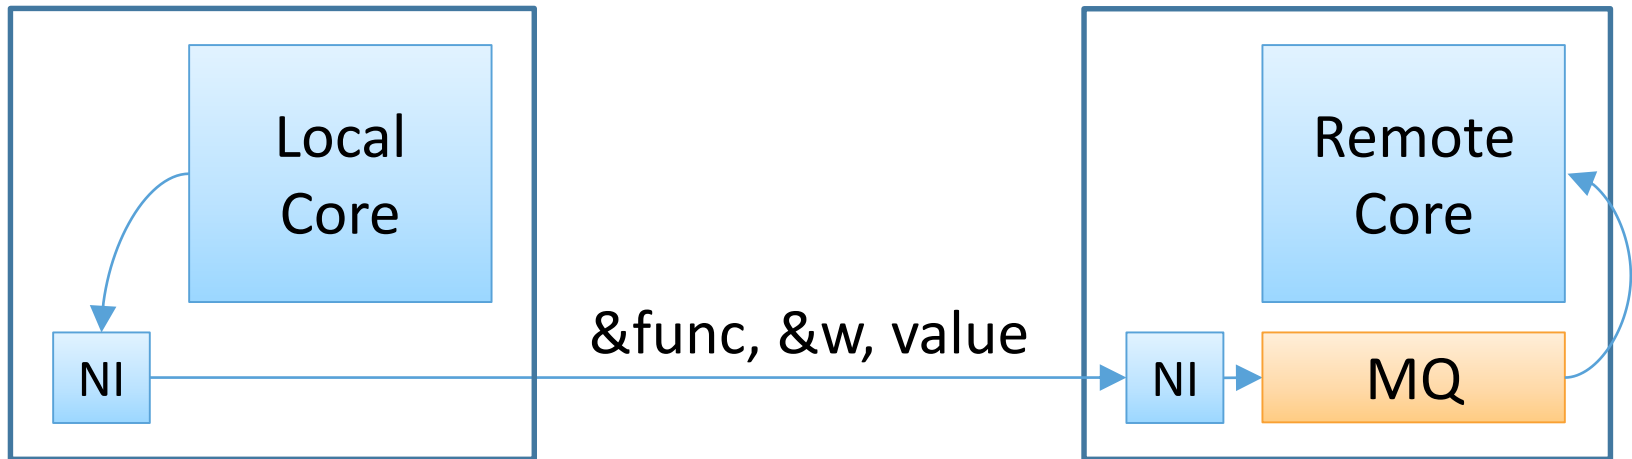 Local
Core
NI
&func, &w, value
Remote
Core
NI
MQ